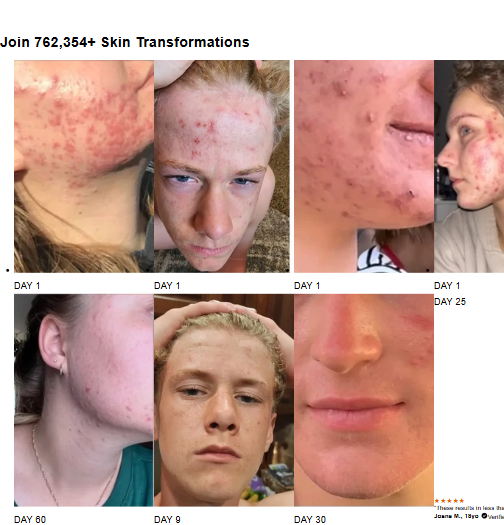 Join 762,354+ Skin Transformations
DAY 1
DAY 1
DAY 1
DAY 1
DAY 25
"These results in less
Joana M., 18yo
DAY 60
DAY 9
DAY 30